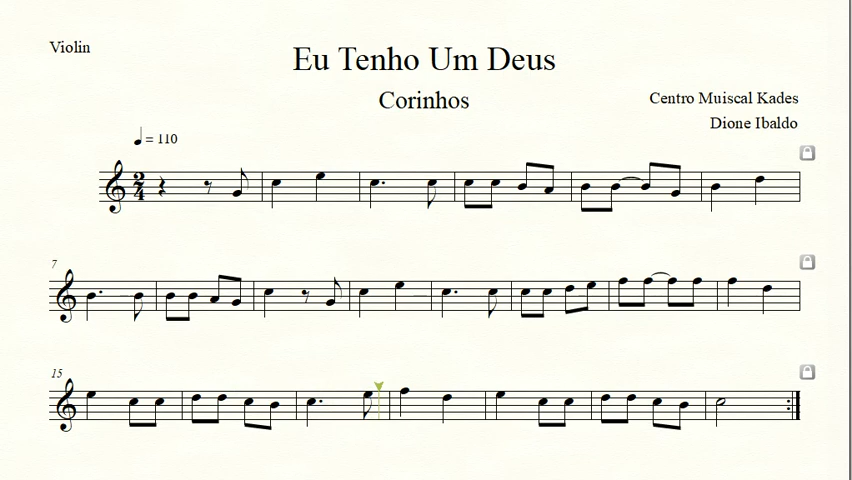 Violin
Eu Tenho Um Deus
Corinhos
Centro Muiscal Kades
Dione Ibaldo
= 110
2
4
7
15